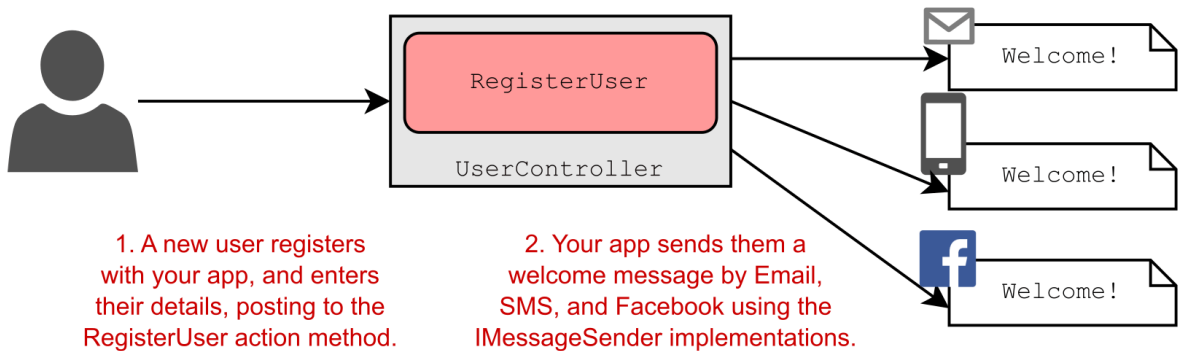 RegisterUser
UserController
Welcome!
Welcome!
Welcome!
1. A new user registers
with your app, and enters
their details, posting to the
RegisterUser action method.
2. Your app sends them a
welcome message by Email,
SMS, and Facebook using the
IMessageSender implementations.